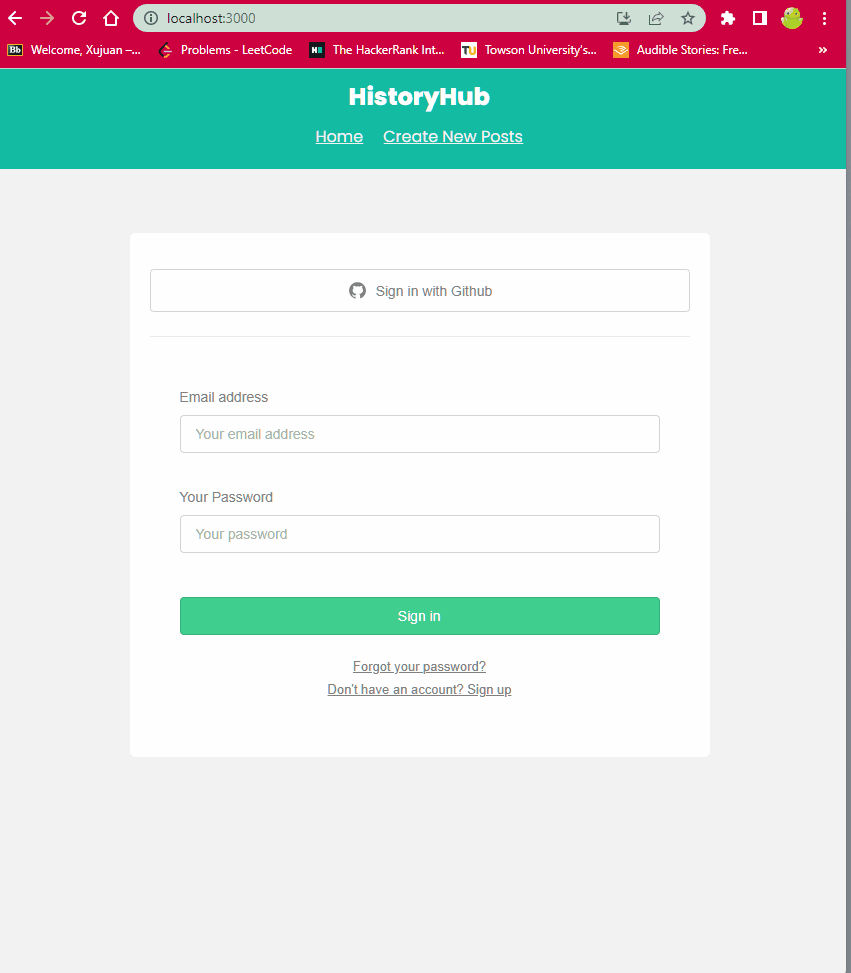 localhost:3000
Bb Welcome, Xujuan –... Problems - LeetCode The HackerRank Int... TU Towson University's... Audible Stories: Fre... »
HistoryHub
Home Create New Posts
Sign in with Github
Email address
Your email address
Your Password
Your password
Sign in
Forgot your password?
Don't have an account? Sign up